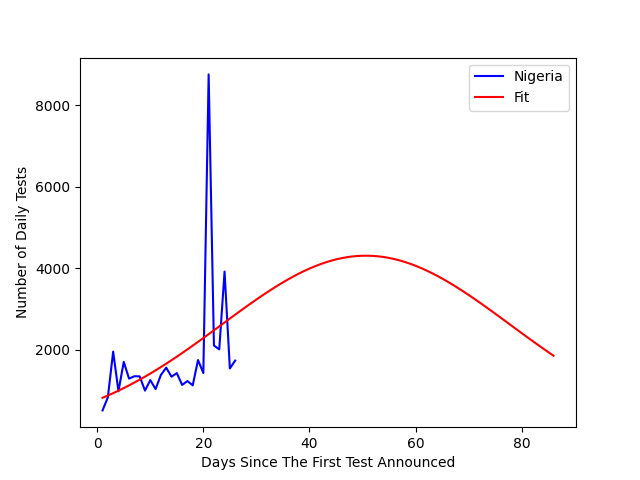 Nigeria
Fit
8000
6000
4000
2000
Number of Daily Tests
0 20 40 60 80
Days Since The First Test Announced